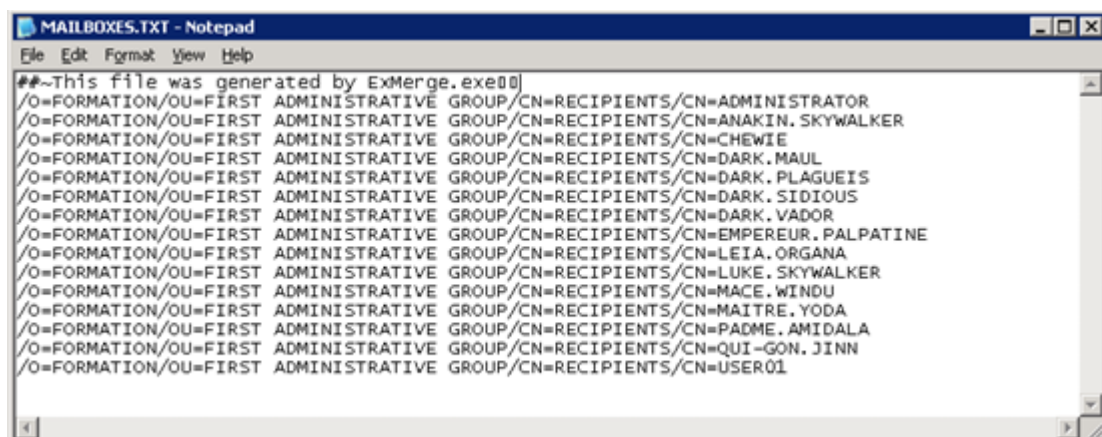 MAILBOXES.TXT - Notepad
File Edit Format View Help
##~This file was generated by ExMerge.exe▯▯
/O=FORMATION/OU=FIRST ADMINISTRATIVE GROUP/CN=RECIPIENTS/CN=ADMINISTRATOR
/O=FORMATION/OU=FIRST ADMINISTRATIVE GROUP/CN=RECIPIENTS/CN=ANAKIN.SKYWALKER
/O=FORMATION/OU=FIRST ADMINISTRATIVE GROUP/CN=RECIPIENTS/CN=CHEWIE
/O=FORMATION/OU=FIRST ADMINISTRATIVE GROUP/CN=RECIPIENTS/CN=DARK.MAUL
/O=FORMATION/OU=FIRST ADMINISTRATIVE GROUP/CN=RECIPIENTS/CN=DARK.PLAGUEIS
/O=FORMATION/OU=FIRST ADMINISTRATIVE GROUP/CN=RECIPIENTS/CN=DARK.SIDIOUS
/O=FORMATION/OU=FIRST ADMINISTRATIVE GROUP/CN=RECIPIENTS/CN=DARK.VADOR
/O=FORMATION/OU=FIRST ADMINISTRATIVE GROUP/CN=RECIPIENTS/CN=EMPEREUR.PALPATINE
/O=FORMATION/OU=FIRST ADMINISTRATIVE GROUP/CN=RECIPIENTS/CN=LEIA.ORGANA
/O=FORMATION/OU=FIRST ADMINISTRATIVE GROUP/CN=RECIPIENTS/CN=LUKE.SKYWALKER
/O=FORMATION/OU=FIRST ADMINISTRATIVE GROUP/CN=RECIPIENTS/CN=MACE.WINDU
/O=FORMATION/OU=FIRST ADMINISTRATIVE GROUP/CN=RECIPIENTS/CN=MAITRE.YODA
/O=FORMATION/OU=FIRST ADMINISTRATIVE GROUP/CN=RECIPIENTS/CN=PADME.AMIDALA
/O=FORMATION/OU=FIRST ADMINISTRATIVE GROUP/CN=RECIPIENTS/CN=QUI-GON.JINN
/O=FORMATION/OU=FIRST ADMINISTRATIVE GROUP/CN=RECIPIENTS/CN=USER01